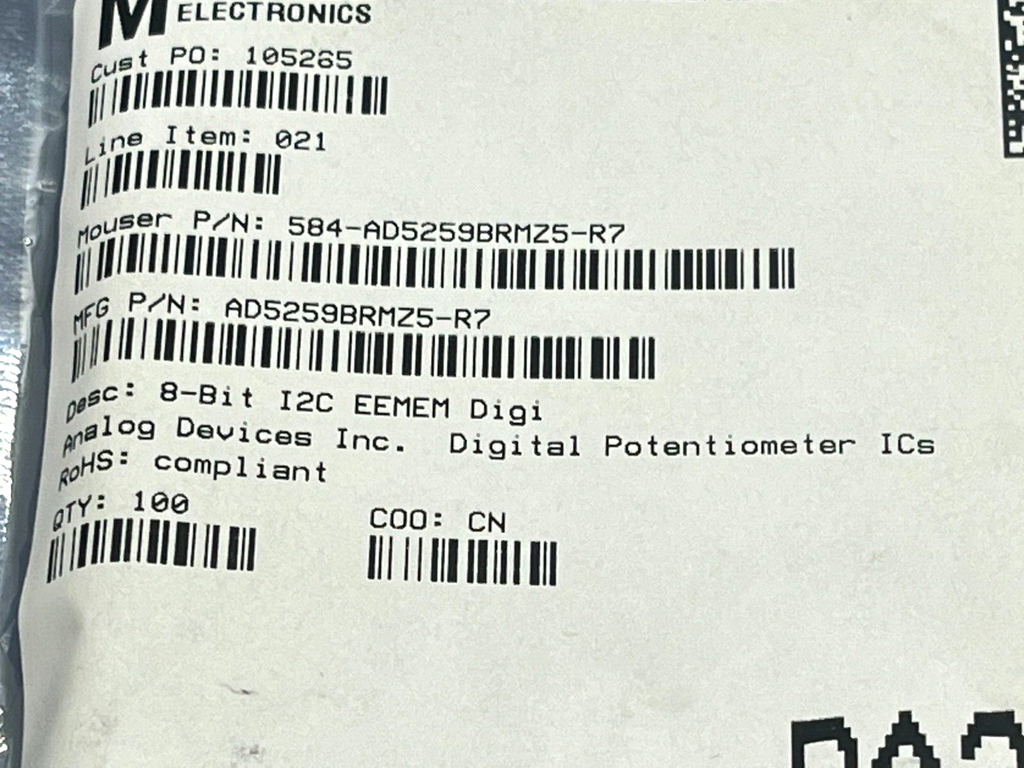 M ELECTRONICS
Cust PO: 105265
Line Item: 021
Mouser P/N: 584-AD5259BRMZ5-R7
MFG P/N: AD5259BRMZ5-R7
Desc: 8-Bit I2C EEMEM Digi
Analog Devices Inc. Digital Potentiometer ICs
RoHS: compliant
QTY: 100 COO: CN